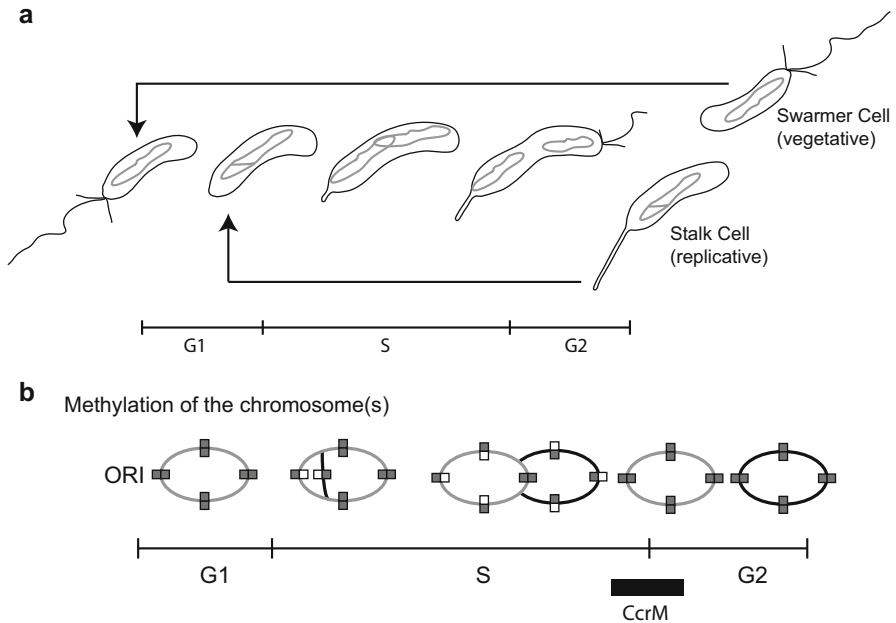 a
Swarmer Cell
(vegetative)
Stalk Cell
(replicative)
G1
S
G2
b
Methylation of the chromosome(s)
ORI
G1
S
G2
CcrM